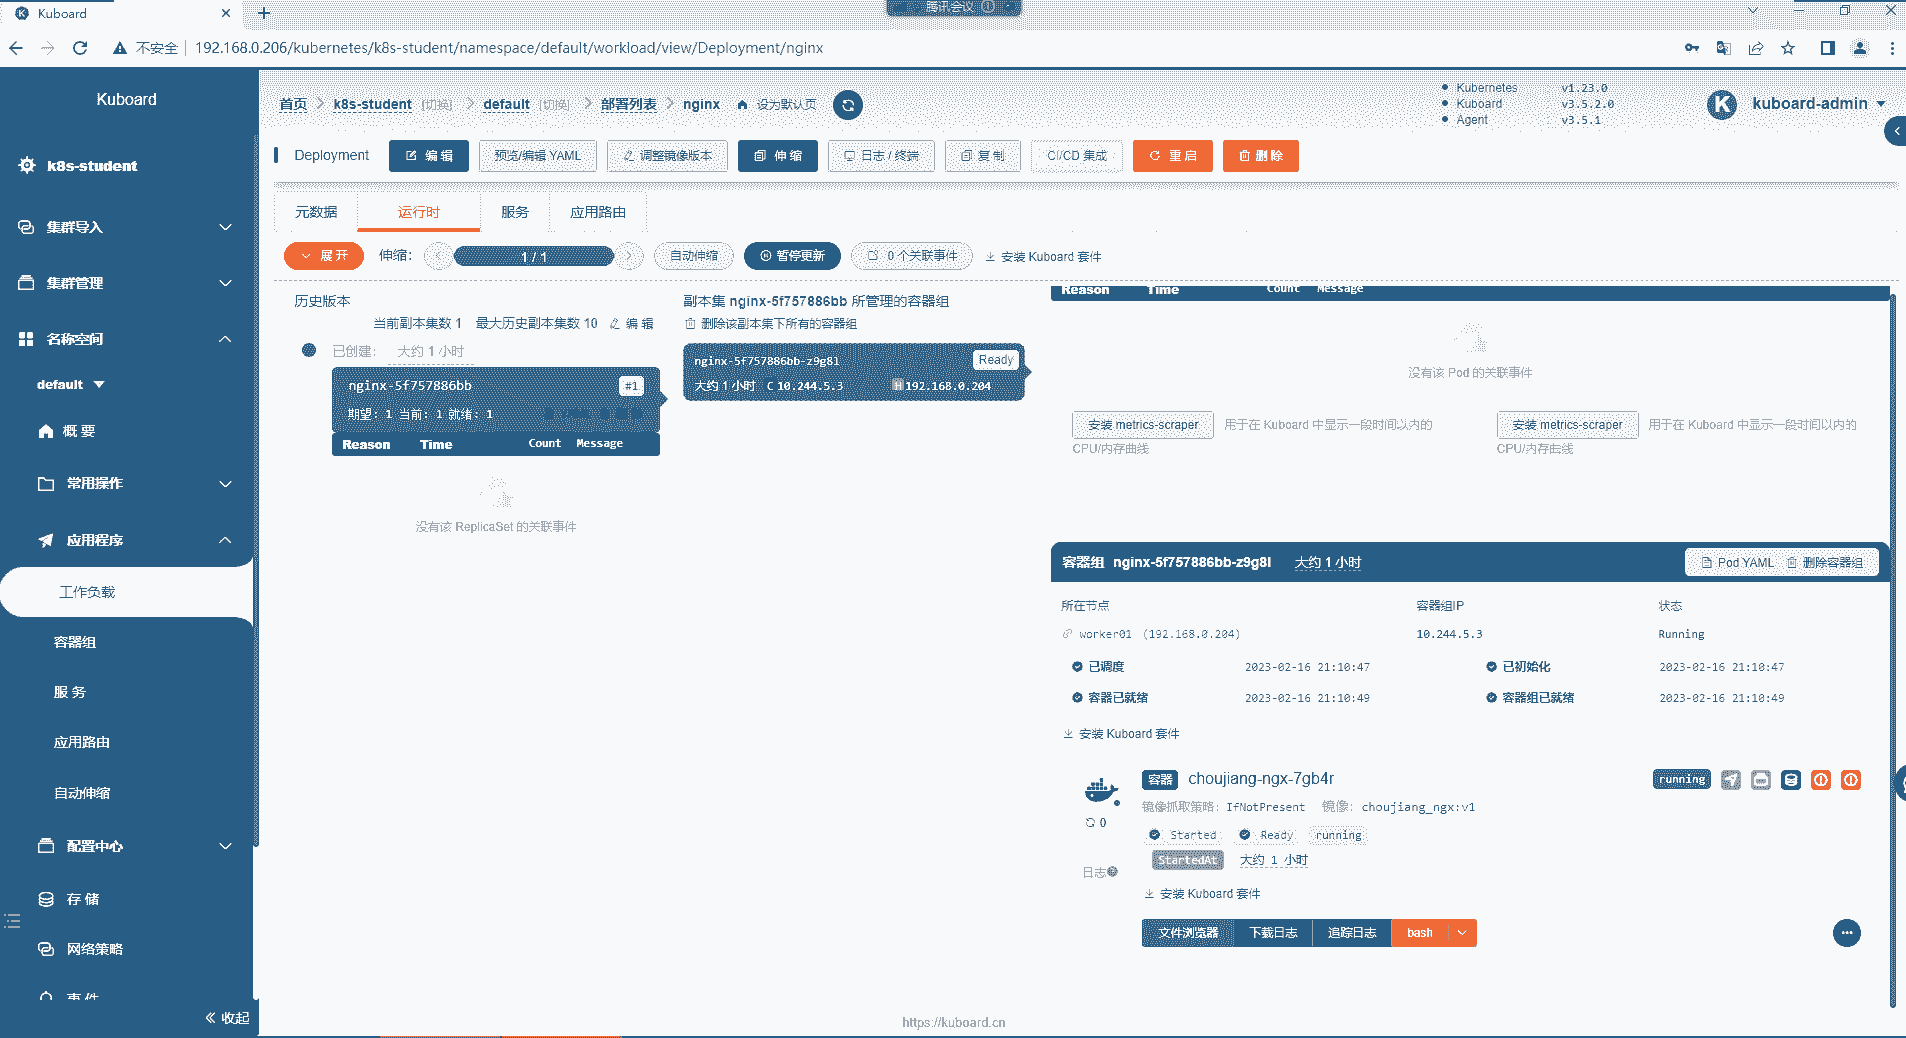 Kuboard
腾讯会议
不安全
192.168.0.206/kubernetes/k8s-student/namespace/default/workload/view/Deployment/nginx
Kuboard
k8s-student
集群导入
集群管理
名称空间
default
概 要
常用操作
应用程序
工作负载
容器组
服 务
应用路由
自动伸缩
配置中心
存 储
网络策略
事 件
收起
首页 k8s-student [切换] default [切换] 部署列表 nginx 设为默认页
Kubernetes v1.23.0
Kuboard v3.5.2.0
Agent v3.5.1
K kuboard-admin
Deployment 编 辑 预览/编辑 YAML 调整镜像版本 伸 缩 日志 / 终端 复 制 CI/CD 集成 重 启 删 除
元数据 运行时 服务 应用路由
展 开 伸缩： 1 / 1 自动伸缩 暂停更新 0 个关联事件 安装 Kuboard 套件
历史版本
当前副本集数 1 最大历史副本集数 10 编 辑
已创建： 大约 1 小时
nginx-5f757886bb #1
期望: 1 当前: 1 就绪: 1
Reason Time Count Message
没有该 ReplicaSet 的关联事件
副本集 nginx-5f757886bb 所管理的容器组
删除该副本集下所有的容器组
nginx-5f757886bb-z9g8l Ready
大约 1 小时 C 10.244.5.3 H 192.168.0.204
Reason Time Count Message
没有该 Pod 的关联事件
安装 metrics-scraper 用于在 Kuboard 中显示一段时间以内的
CPU/内存曲线
安装 metrics-scraper 用于在 Kuboard 中显示一段时间以内的
CPU/内存曲线
容器组 nginx-5f757886bb-z9g8l 大约 1 小时 Pod YAML 删除容器组
所在节点 容器组IP 状态
worker01 (192.168.0.204) 10.244.5.3 Running
已调度 2023-02-16 21:10:47 已初始化 2023-02-16 21:10:47
容器已就绪 2023-02-16 21:10:49 容器组已就绪 2023-02-16 21:10:49
安装 Kuboard 套件
容器 choujiang-ngx-7gb4r running
镜像抓取策略: IfNotPresent 镜像: choujiang_ngx:v1
0
Started Ready running
StartedAt 大约 1 小时
日志
安装 Kuboard 套件
文件浏览器 下载日志 追踪日志 bash
https://kuboard.cn